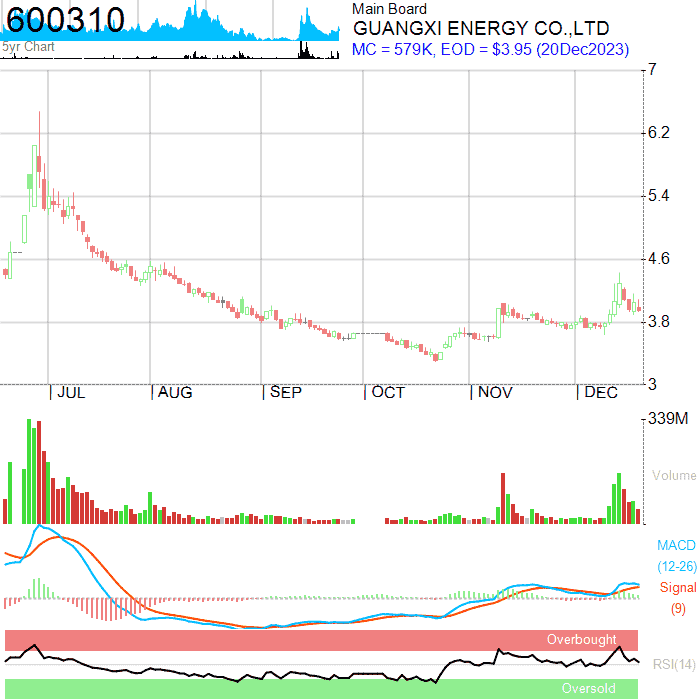 600310
5yr Chart
Main Board
GUANGXI ENERGY CO.,LTD
MC = 579K, EOD = $3.95 (20Dec2023)
7
6.2
5.4
4.6
3.8
3
JUL
AUG
SEP
OCT
NOV
DEC
339M
Volume
MACD
(12-26)
Signal
(9)
Overbought
RSI(14)
Oversold